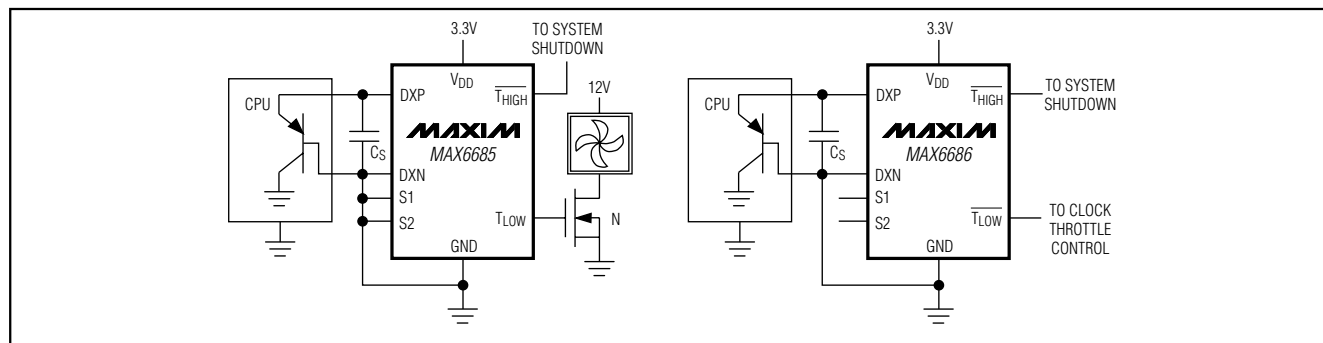 3.3V
TO SYSTEM
SHUTDOWN
VDD
DXP
THIGH
12V
CPU
MAXIM
MAX6685
CS
DXN
S1
S2
TLOW
N
GND
3.3V
VDD
DXP
THIGH
TO SYSTEM
SHUTDOWN
CPU
MAXIM
MAX6686
CS
DXN
S1
S2
TLOW
TO CLOCK
THROTTLE
CONTROL
GND